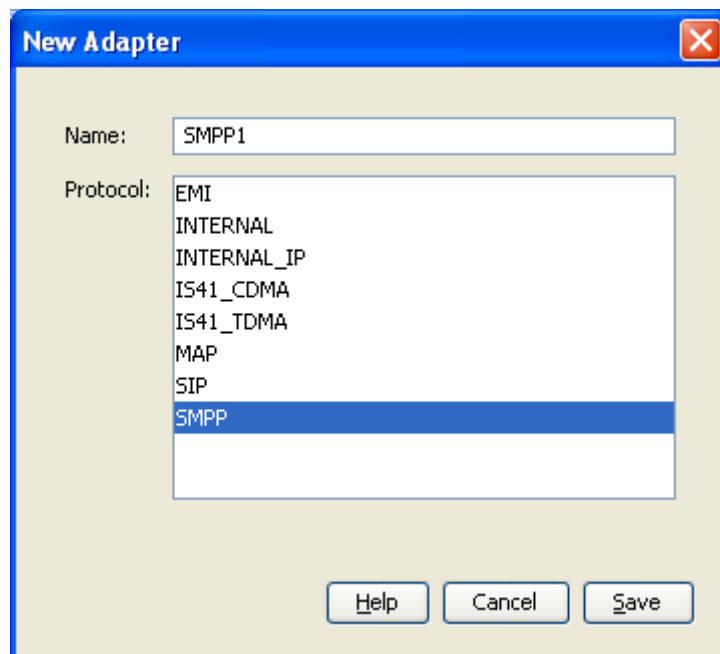 New Adapter
Name: SMPP1
Protocol: EMI
INTERNAL
INTERNAL_IP
IS41_CDMA
IS41_TDMA
MAP
SIP
SMPP
Help Cancel Save